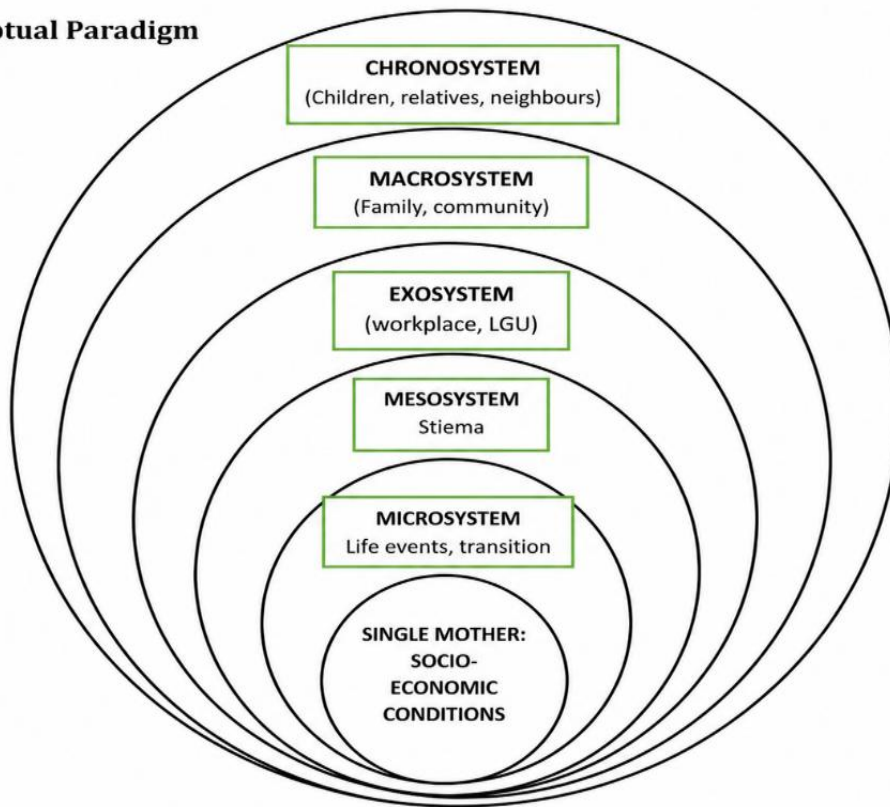 otual Paradigm
CHRONOSYSTEM
(Children, relatives, neighbours)
MACROSYSTEM
(Family, community)
EXOSYSTEM
(workplace, LGU)
MESOSYSTEM
Stiema
MICROSYSTEM
Life events, transition
SINGLE MOTHER:
SOCIO-
ECONOMIC
CONDITIONS